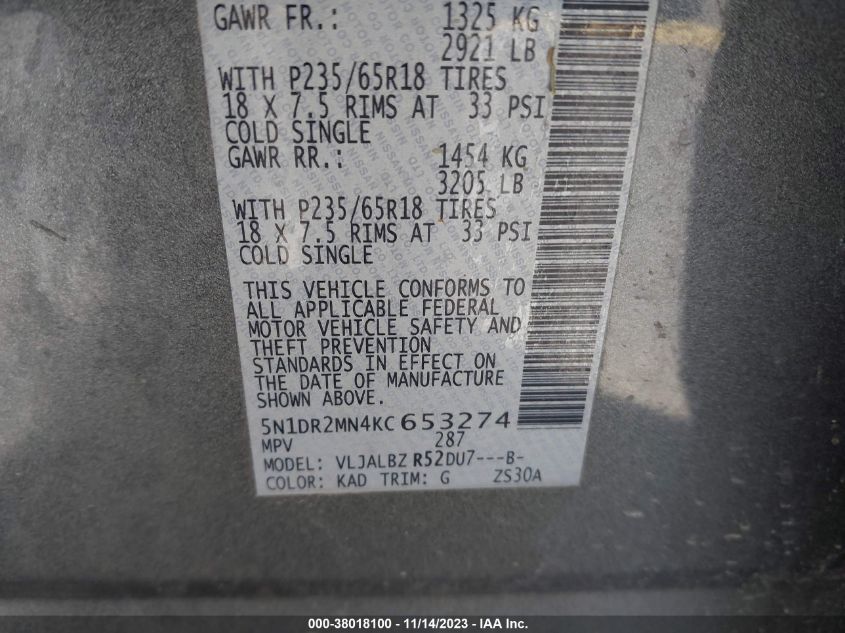 GAWR FR.: 1325 KG
2921 LB
WITH P235/65R18 TIRES
18 X 7.5 RIMS AT 33 PSI
COLD SINGLE
GAWR RR.: 1454 KG
3205 LB
WITH P235/65R18 TIRES
18 X 7.5 RIMS AT 33 PSI
COLD SINGLE
THIS VEHICLE CONFORMS TO
ALL APPLICABLE FEDERAL
MOTOR VEHICLE SAFETY AND
THEFT PREVENTION
STANDARDS IN EFFECT ON
THE DATE OF MANUFACTURE
SHOWN ABOVE.
5N1DR2MN4KC653274
MPV 287
MODEL: VLJALBZ R52DU7---B-
COLOR: KAD TRIM: G ZS30A
000-38018100 - 11/14/2023 - IAA Inc.